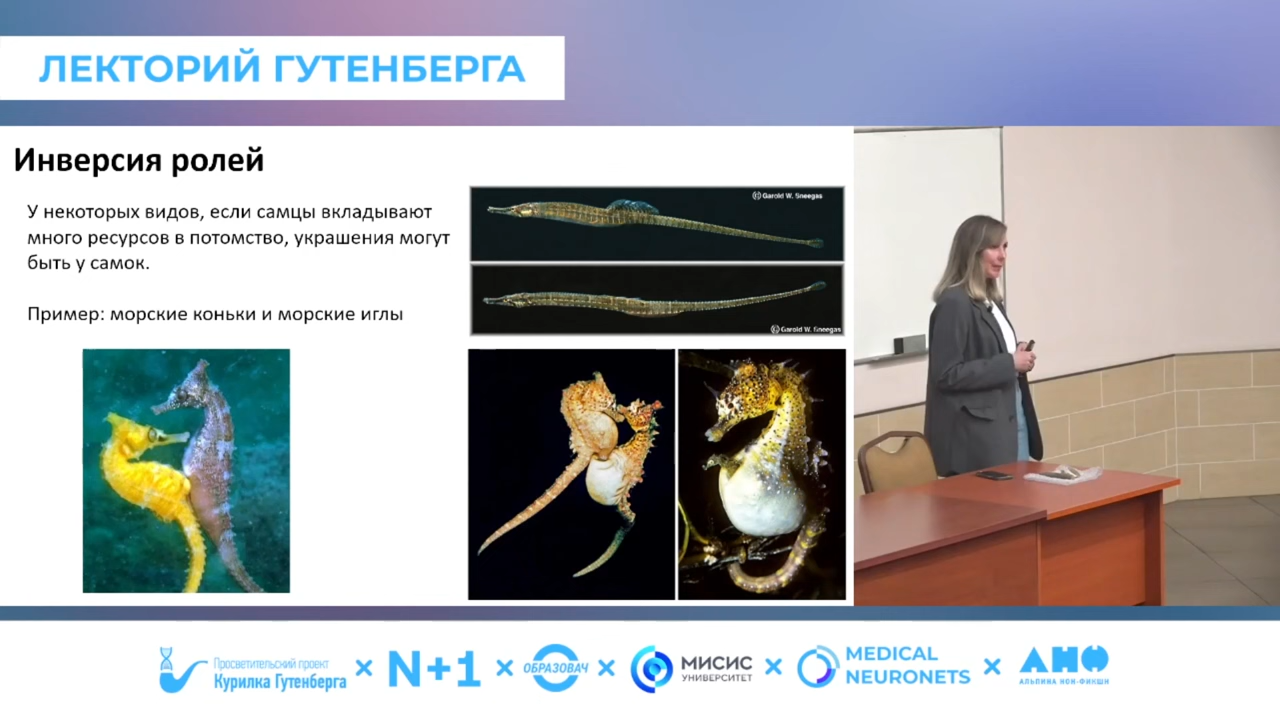 ЛЕКТОРИЙ ГУТЕНБЕРГА
Инверсия ролей
У некоторых видов, если самцы вкладывают
много ресурсов в потомство, украшения могут
быть у самок.
Пример: морские коньки и морские иглы
© Garold W. Sneegas
© Garold W. Sneegas
Просветительский проект
Курилка Гутенберга
×
N+1
×
ОБРАЗОВАЧ
×
МИСИС
УНИВЕРСИТЕТ
×
MEDICAL
NEURONETS
×
АНФ
АЛЬПИНА НОН-ФИКШН